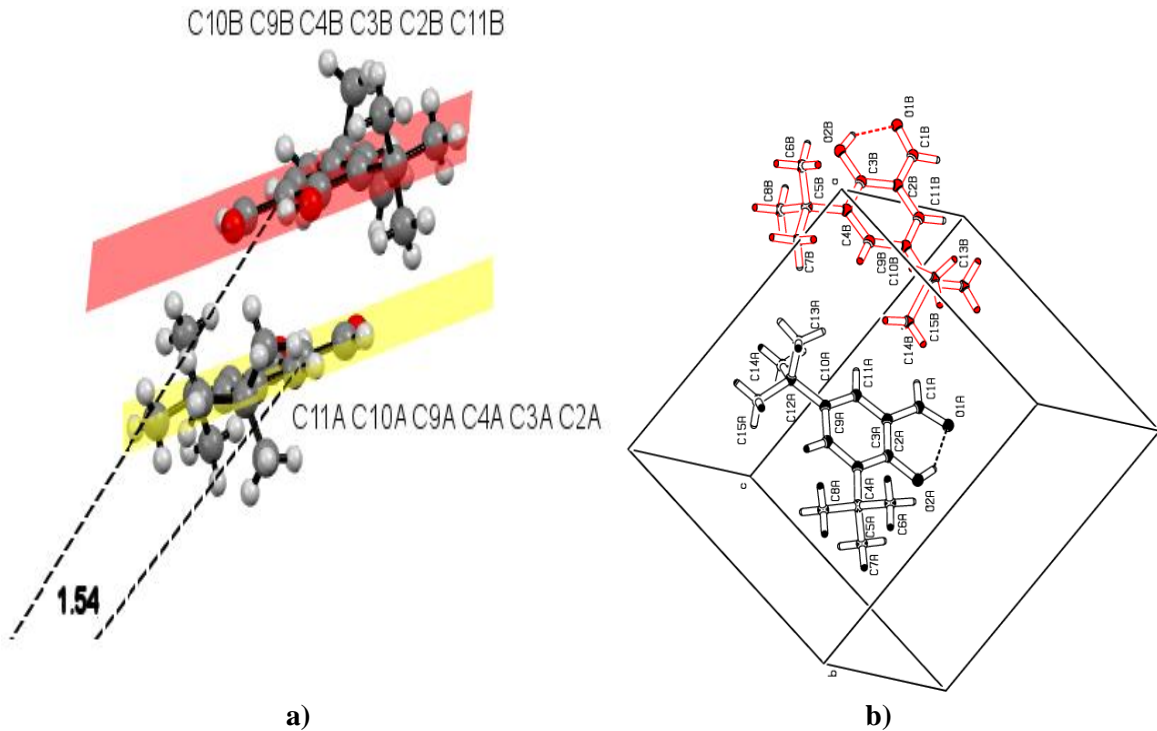 C10B C9B C4B C3B C2B C11B
C11A C10A C9A C4A C3A C2A
1.54
a)
O1B
O2B
C1B
C3B
C6B
C2B
C11B
C8B
C5B
a
C4B
C9B
C10B
C7B
C13B
C15B
C14B
C13A
C14A
C10A
C11A
C1A
O1A
C12A
C15A
C9A
C3A
C2A
c
C8A
C4A
O2A
C5A
C6A
C7A
b
b)